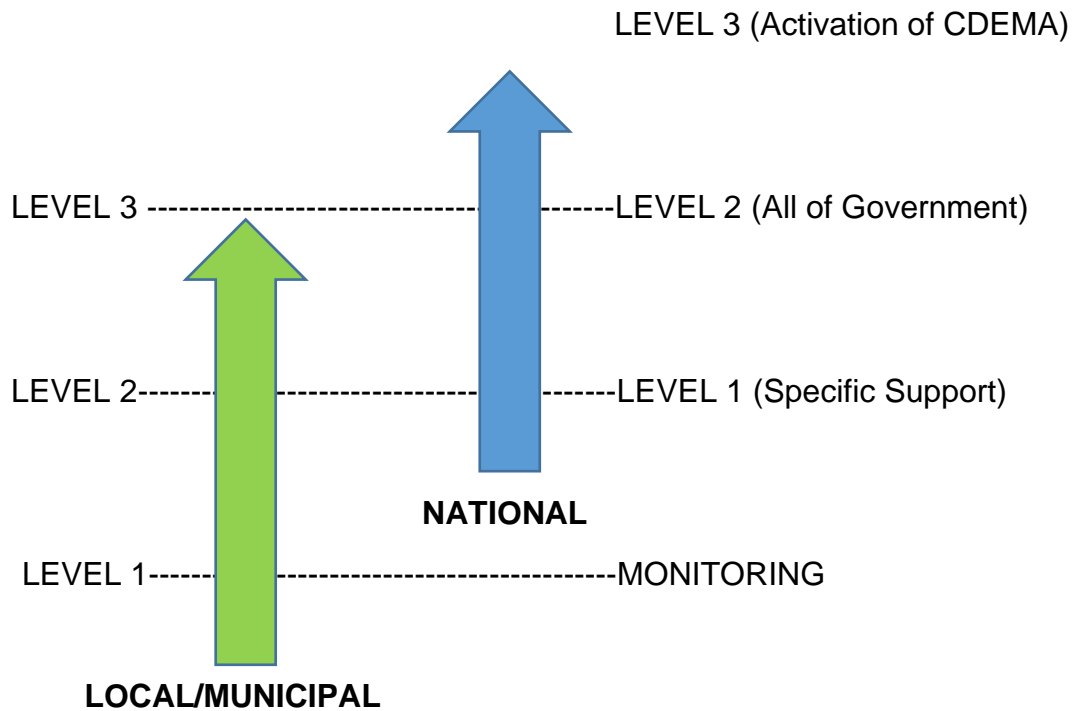 LEVEL 3 (Activation of CDEMA)
LEVEL 3 LEVEL 2 (All of Government)
LEVEL 2 LEVEL 1 (Specific Support)
NATIONAL
LEVEL 1 MONITORING
LOCAL/MUNICIPAL